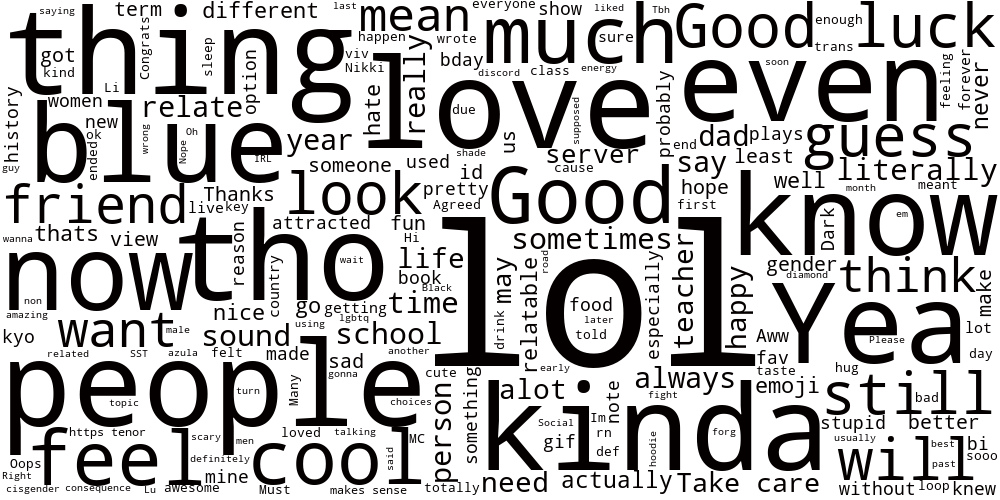 saying
thing
term
different
last
mean
everyone
show
liked
Tbh
much
sure
Good
enough
luck
trans
got
kind
Congrats
sleep
option
happen
wrote
viv
Nikki
hate
really
bday
discord
class
energy
love
due
supposed
probably
even
soon
feeling
forever
never
Li
women
relate
history
new
blue
ok
ended
wrong
Oh
Nope
IRL
year
us
shade
server
cause
end
dad
plays
guess
say
least
literally
guy
someone
used
id
pretty
Agreed
Good
hope
first
well
month
meant
friend
Thanks
live
key
look
attracted
fun
Hi
sometimes
know
Dark
em
wanna
thats
view
now
tho
reason
country
wait
life
book
Black
lol
drink
may
relatable
road
food
later
told
especially
teacher
happy
gender
diamond
think
make
non
amazing
nice
go
getting
time
kyo
want
male
sound
using
lgbtq
school
Yea
Please
lot
day
Aww
fav
taste
related
SST
azula
felt
made
sad
gonna
another
cute
early
always
fight
emoji
hug
still
bad
people
topic
turn
Many
choices
person
something
alot
kinda
Social
gif
Im
rn
def
note
hoodie
forg
stupid
better
https
tenor
scary
men
loved
talking
MC
usually
will
best
past
bi
sooo
Oops
Right
feel
definitely
cool
said
mine
cisgender
consequence
Lu
awesome
Must
makes
sense
totally
need
actually
Take
care
without
loop
knew